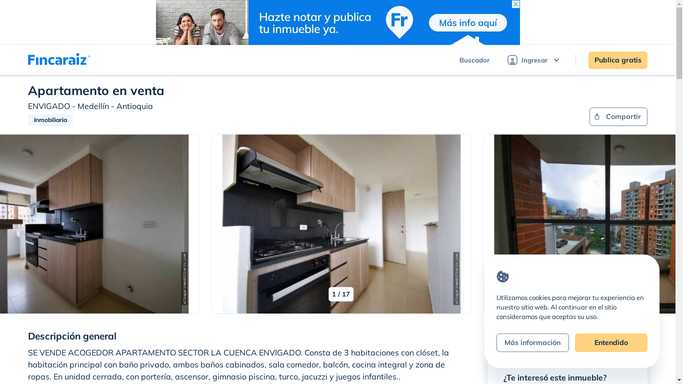 Hazte notar y publica
tu inmueble ya.
Fr
Más info aquí
Fincaraiz
Buscador
Ingresar
Publica gratis
Apartamento en venta
ENVIGADO - Medellín - Antioquia
Inmobiliaria
Compartir
1 / 17
Utilizamos cookies para mejorar tu experiencia en
nuestro sitio web. Al continuar en el sitio
consideramos que aceptas su uso.
Más información
Entendido
Descripción general
SE VENDE ACOGEDOR APARTAMENTO SECTOR LA CUENCA ENVIGADO. Consta de 3 habitaciones con clóset, la
habitación principal con baño privado, ambos baños cabinados, sala comedor, balcón, cocina integral y zona de
ropas. En unidad cerrada, con portería, ascensor, gimnasio piscina, turco, jacuzzi y juegos infantiles..
¿Te interesó este inmueble?